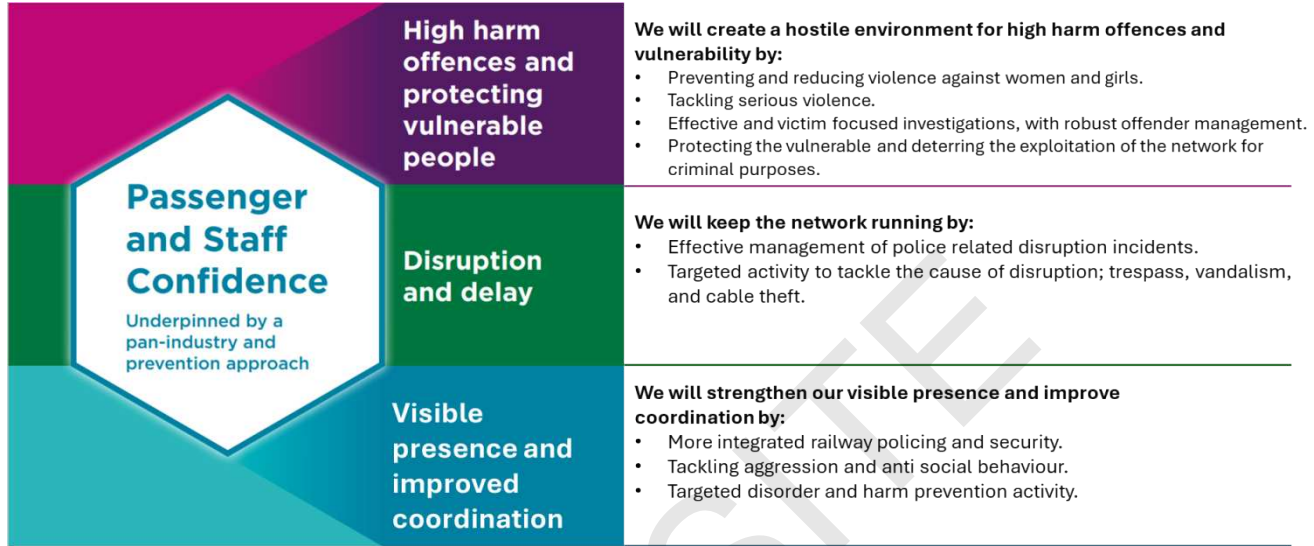 Passenger
and Staff
Confidence
Underpinned by a
pan-industry and
prevention approach
High harm
offences and
protecting
vulnerable
people
We will create a hostile environment for high harm offences and
vulnerability by:
• Preventing and reducing violence against women and girls.
• Tackling serious violence.
• Effective and victim focused investigations, with robust offender management.
• Protecting the vulnerable and deterring the exploitation of the network for
criminal purposes.
Disruption
and delay
We will keep the network running by:
• Effective management of police related disruption incidents.
• Targeted activity to tackle the cause of disruption; trespass, vandalism,
and cable theft.
Visible
presence and
improved
coordination
We will strengthen our visible presence and improve
coordination by:
• More integrated railway policing and security.
• Tackling aggression and anti social behaviour.
• Targeted disorder and harm prevention activity.
SITE